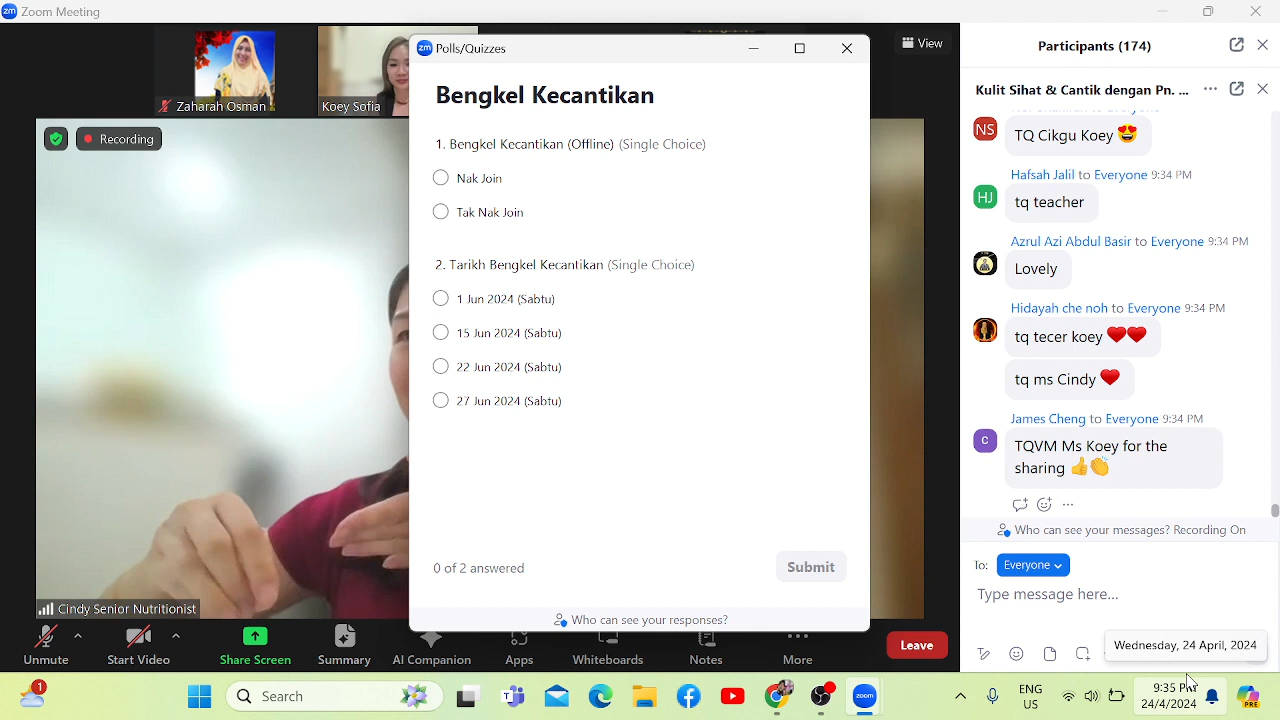 zm Zoom Meeting
Zaharah Osman
Koey Sofia
View
Recording
Cindy Senior Nutritionist
zm Polls/Quizzes
Bengkel Kecantikan
1. Bengkel Kecantikan (Offline) (Single Choice)
Nak Join
Tak Nak Join
2. Tarikh Bengkel Kecantikan (Single Choice)
1 Jun 2024 (Sabtu)
15 Jun 2024 (Sabtu)
22 Jun 2024 (Sabtu)
27 Jun 2024 (Sabtu)
0 of 2 answered
Submit
Who can see your responses?
Participants (174)
Kulit Sihat & Cantik dengan Pn. ...
NS
TQ Cikgu Koey 😍
Hafsah Jalil to Everyone 9:34 PM
HJ
tq teacher
Azrul Azi Abdul Basir to Everyone 9:34 PM
Lovely
Hidayah che noh to Everyone 9:34 PM
tq tecer koey ❤️❤️
tq ms Cindy ❤️
James Cheng to Everyone 9:34 PM
C
TQVM Ms Koey for the
sharing 👍👏
Who can see your messages? Recording On
To: Everyone
Type message here...
Wednesday, 24 April, 2024
Unmute
Start Video
Share Screen
Summary
AI Companion
Apps
Whiteboards
Notes
More
Leave
1
Search
zoom
ENG
US
9:35 PM
24/4/2024
PRE